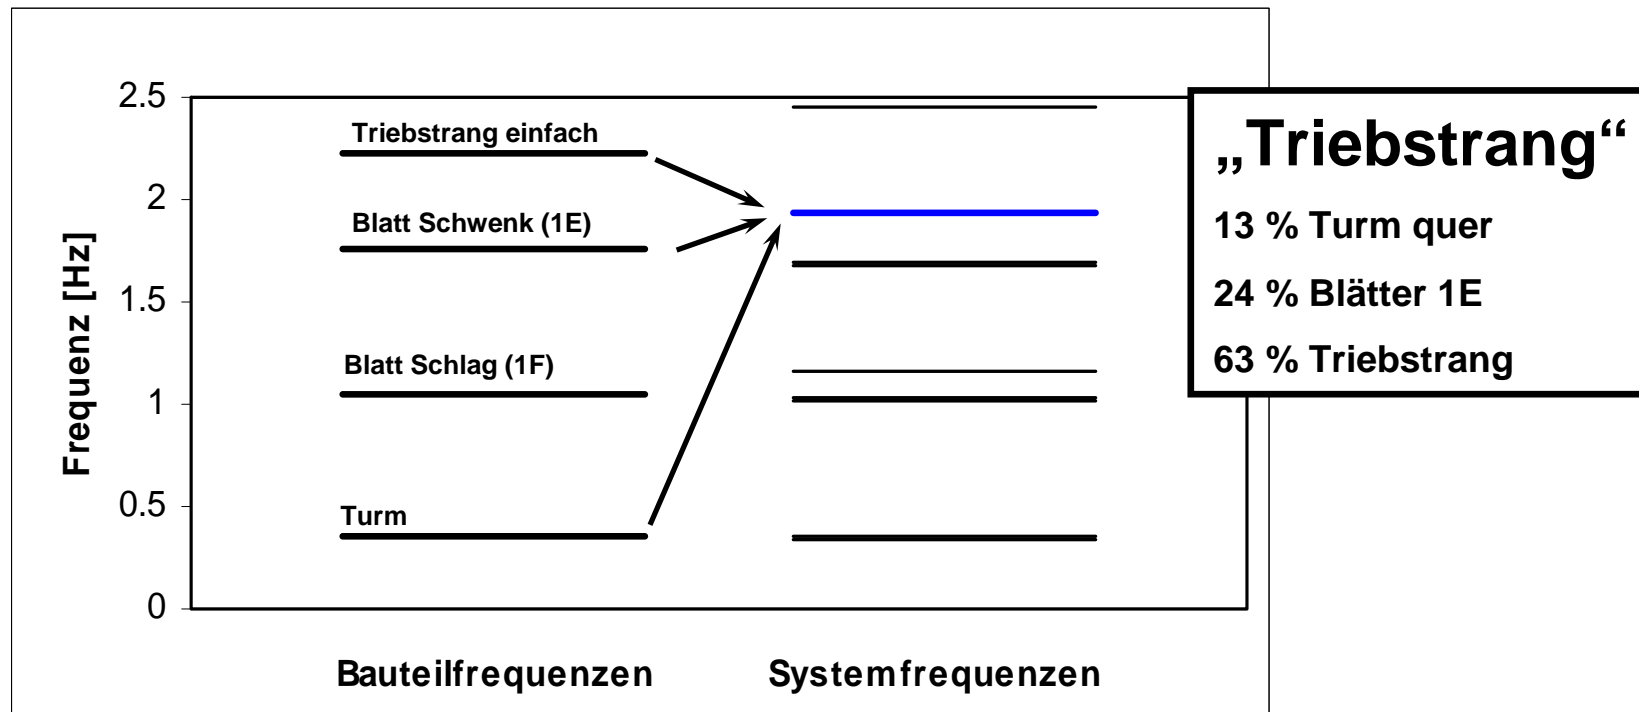 2.5
2
1.5
1
0.5
0
Frequenz [Hz]
Triebstrang einfach
Blatt Schwenk (1E)
Blatt Schlag (1F)
Turm
Bauteilfrequenzen
Systemfrequenzen
„Triebstrang“
13 % Turm quer
24 % Blätter 1E
63 % Triebstrang